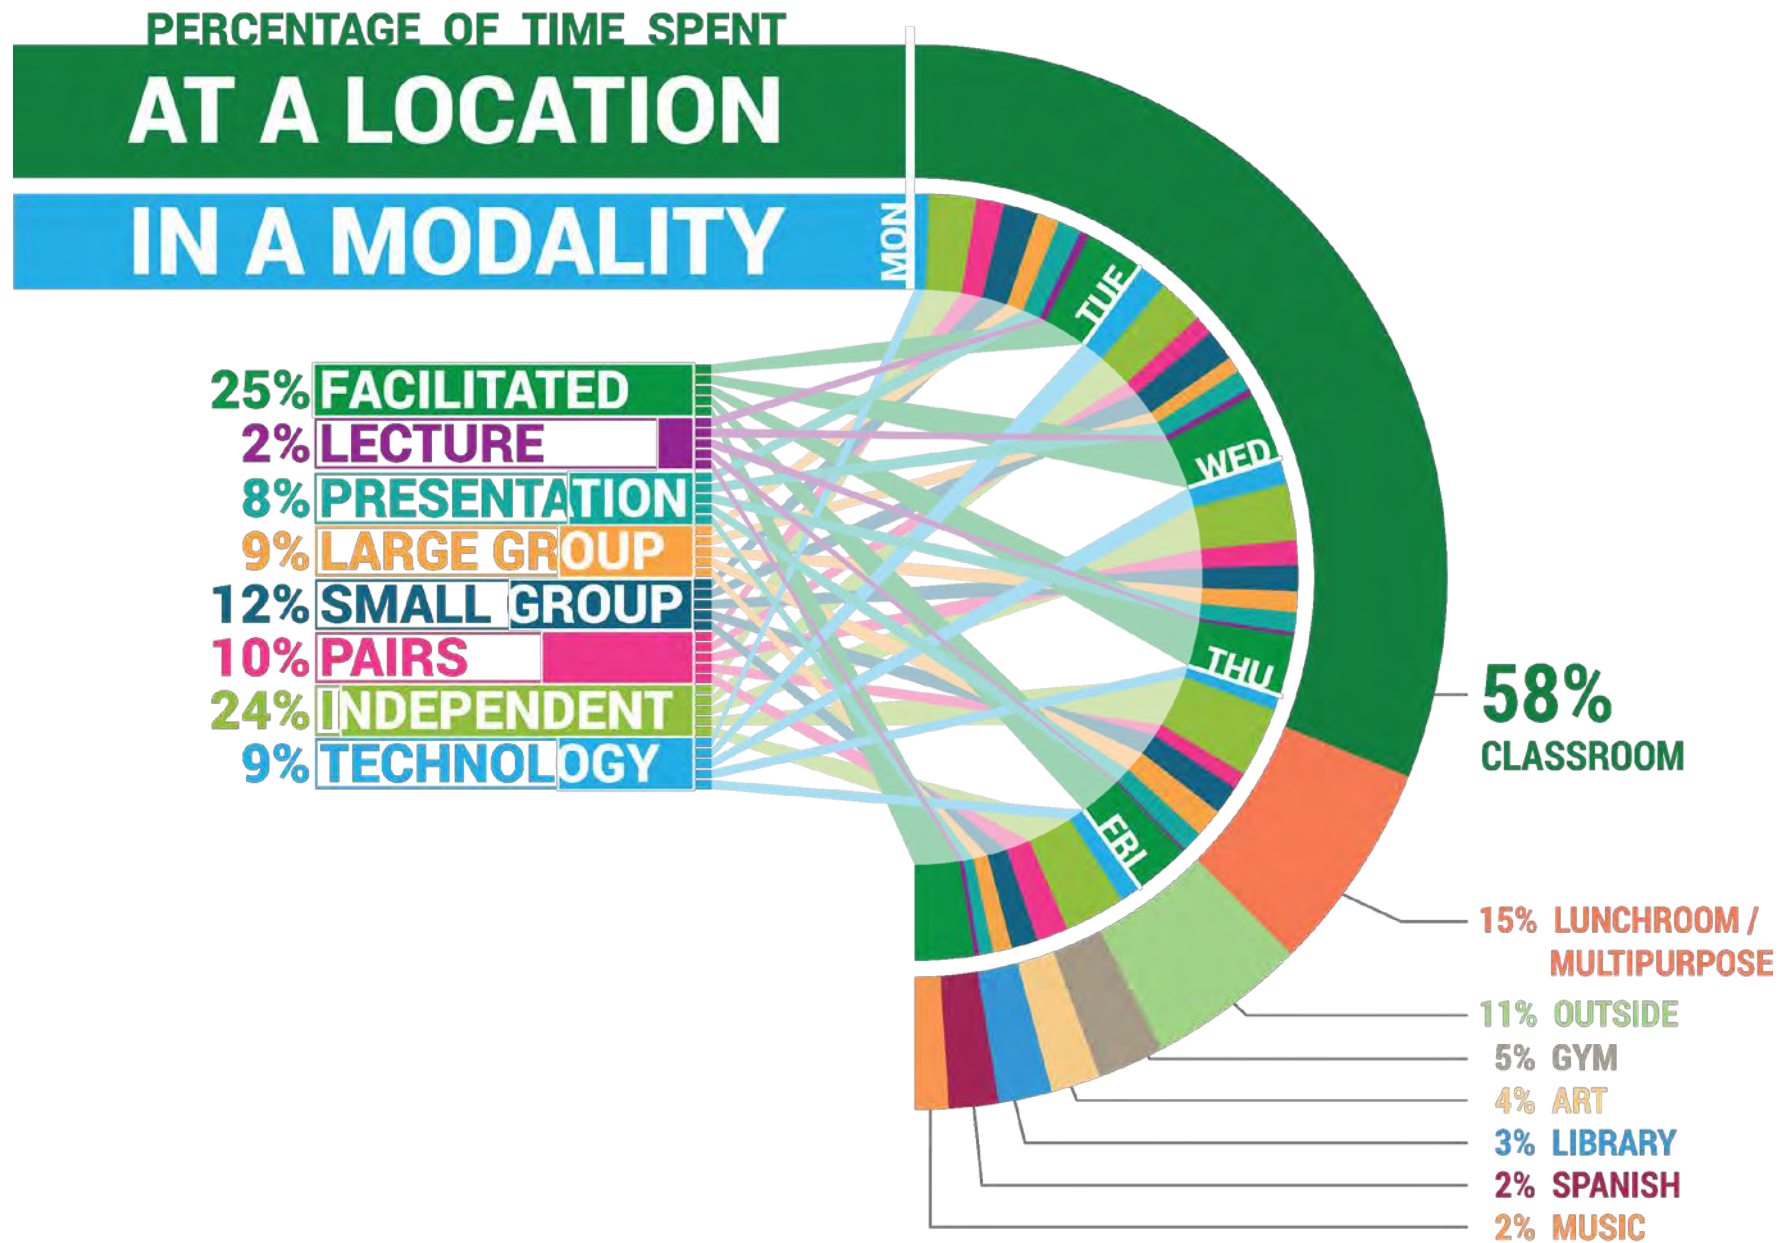 PERCENTAGE OF TIME SPENT
AT A LOCATION
IN A MODALITY
MON
TUE
WED
THU
FRI
25% FACILITATED
2% LECTURE
8% PRESENTATION
9% LARGE GROUP
12% SMALL GROUP
10% PAIRS
24% INDEPENDENT
9% TECHNOLOGY
58%
CLASSROOM
15% LUNCHROOM /
MULTIPURPOSE
11% OUTSIDE
5% GYM
4% ART
3% LIBRARY
2% SPANISH
2% MUSIC